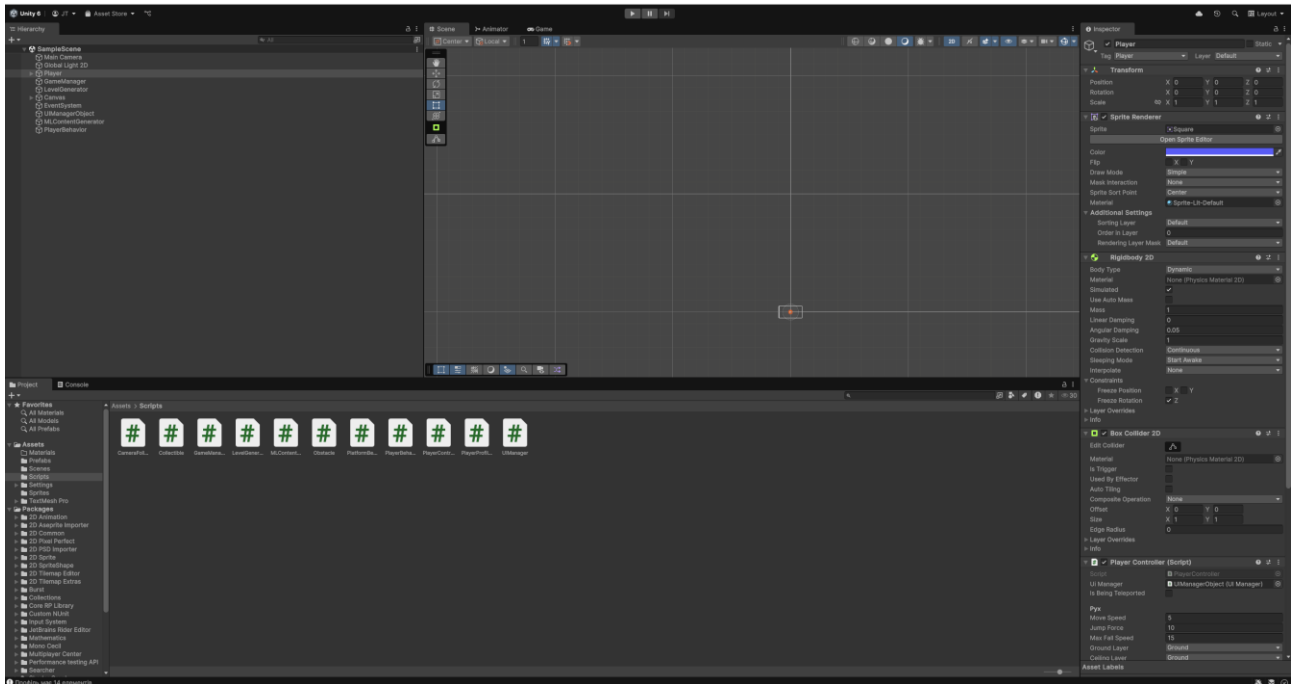 Unity 6 JT Asset Store Layout
Hierarchy
All
SampleScene
Main Camera
Global Light 2D
Player
GameManager
LevelGenerator
Canvas
EventSystem
UIManagerObject
MLContentGenerator
PlayerBehavior
Scene Animator Game
Center Local 1 2D
Inspector
Player Static
Tag Player Layer Default
Transform
Position X 0 Y 0 Z 0
Rotation X 0 Y 0 Z 0
Scale X 1 Y 1 Z 1
Sprite Renderer
Sprite Square
Open Sprite Editor
Color
Flip X Y
Draw Mode Simple
Mask Interaction None
Sprite Sort Point Center
Material Sprite-Lit-Default
Additional Settings
Sorting Layer Default
Order in Layer 0
Rendering Layer Mask Default
Rigidbody 2D
Body Type Dynamic
Material None (Physics Material 2D)
Simulated
Use Auto Mass
Mass 1
Linear Damping 0
Angular Damping 0.05
Gravity Scale 1
Collision Detection Continuous
Sleeping Mode Start Awake
Interpolate None
Constraints
Freeze Position X Y
Freeze Rotation Z
Layer Overrides
Info
Box Collider 2D
Edit Collider
Material None (Physics Material 2D)
Is Trigger
Used By Effector
Auto Tiling
Composite Operation None
Offset X 0 Y 0
Size X 1 Y 1
Edge Radius 0
Layer Overrides
Info
Player Controller (Script)
Script PlayerController
UI Manager UIManagerObject (UI Manager)
Is Being Teleported
Рух
Move Speed 5
Jump Force 10
Max Fall Speed 15
Ground Layer Ground
Ceiling Layer Ground
Asset Labels
Project Console
Favorites
All Materials
All Models
All Prefabs
Assets
Materials
Prefabs
Scenes
Scripts
Settings
Sprites
TextMesh Pro
Packages
2D Animation
2D Aseprite Importer
2D Common
2D Pixel Perfect
2D PSD Importer
2D Sprite
2D SpriteShape
2D Tilemap Editor
2D Tilemap Extras
Burst
Collections
Core RP Library
Custom NUnit
Input System
JetBrains Rider Editor
Mathematics
Mono Cecil
Multiplayer Center
Performance testing API
Searcher
Assets > Scripts
CameraFoll... Collectible GameMana... LevelGener... MLContent... Obstacle PlatformBe... PlayerBeha... PlayerContr... PlayerProfil... UIManager